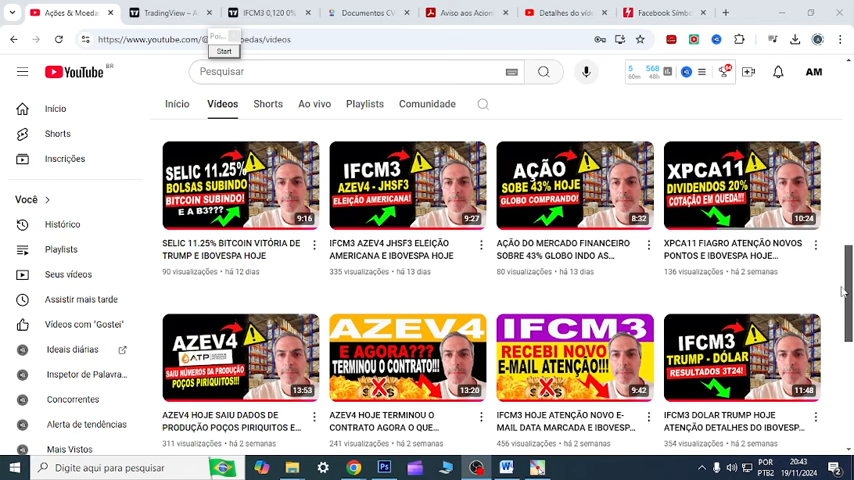 Ações & Moeda
TradingView – A
IFCM3 0,120 0%
Documentos CV
Aviso aos Acion
Detalhes do víde
Facebook Símbo
Poi...
Start
https://www.youtube.com/@
edas/videos
YouTube BR
Pesquisar
5 60m 568 48h
AM
Início Vídeos Shorts Ao vivo Playlists Comunidade
Início
Shorts
Inscrições
Você
Histórico
Playlists
Seus vídeos
Assistir mais tarde
Vídeos com "Gostei"
Ideais diárias
Inspetor de Palavra...
Concorrentes
Alerta de tendências
Mais Vistos
SELIC 11.25%
BOLSAS SUBINDO
BITCOIN SUBINDO!
E A B3???
9:16
SELIC 11.25% BITCOIN VITÓRIA DE
TRUMP E IBOVESPA HOJE
90 visualizações • há 12 dias
IFCM3
AZEV4 - JHSF3
ELEIÇÃO AMERICANA!
9:27
IFCM3 AZEV4 JHSF3 ELEIÇÃO
AMERICANA E IBOVESPA HOJE
335 visualizações • há 13 dias
AÇÃO
SOBE 43% HOJE
GLOBO COMPRANDO!
8:32
AÇÃO DO MERCADO FINANCEIRO
SOBRE 43% GLOBO INDO AS...
80 visualizações • há 13 dias
XPCA11
DIVIDENDOS 20%
COTAÇÃO EM QUEDA!!!
10:24
XPCA11 FIAGRO ATENÇÃO NOVOS
PONTOS E IBOVESPA HOJE...
136 visualizações • há 2 semanas
AZEV4
ATP
SAIU NÚMEROS DA PRODUÇÃO
POÇOS PIRIQUITOS!!!
13:53
AZEV4 HOJE SAIU DADOS DE
PRODUÇÃO POÇOS PIRIQUITOS E...
311 visualizações • há 2 semanas
AZEV4
E AGORA???
TERMINOU O CONTRATO!
13:20
AZEV4 HOJE TERMINOU O
CONTRATO AGORA O QUE...
482 visualizações • há 2 semanas
IFCM3
RECEBI NOVO
E-MAIL ATENÇÃO!!!
9:42
IFCM3 HOJE ATENÇÃO NOVO E-
MAIL DATA MARCADA E IBOVESP...
456 visualizações • há 2 semanas
IFCM3
TRUMP - DÓLAR
RESULTADOS 3T24!
11:48
IFCM3 DOLAR TRUMP HOJE
ATENÇÃO DETALHES DO IBOVESP...
354 visualizações • há 2 semanas
Digite aqui para pesquisar
POR
PTB2
20:43
19/11/2024
2